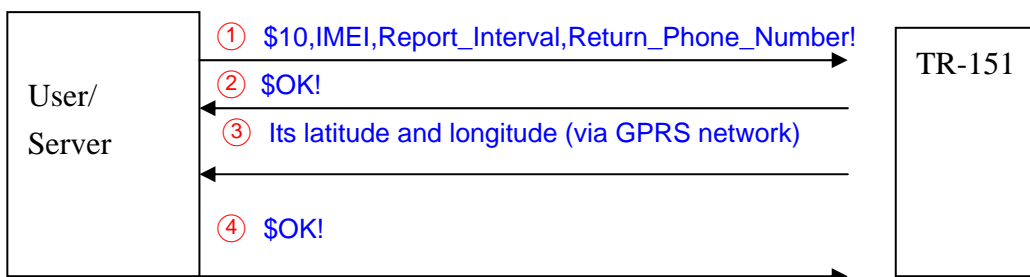 ① $10,IMEI,Report_Interval,Return_Phone_Number!
② $OK!
③ Its latitude and longitude (via GPRS network)
④ $OK!
User/
Server
TR-151